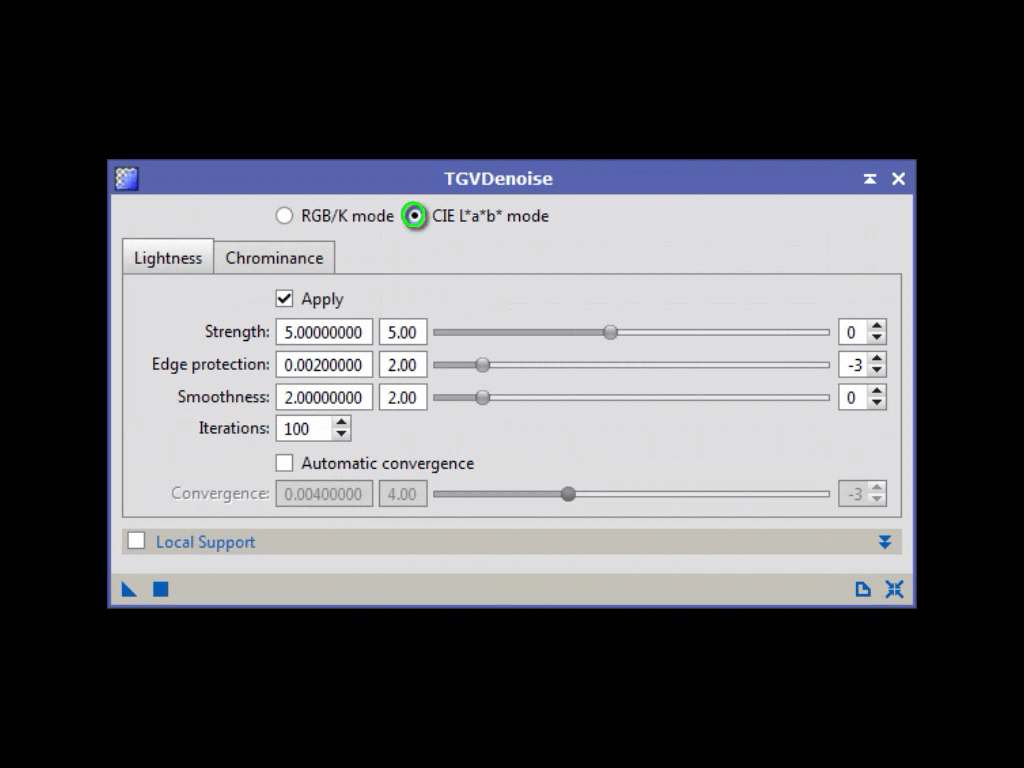 TGVDenoise
RGB/K mode CIE L*a*b* mode
Lightness Chrominance
Apply
Strength: 5.00000000 5.00 0
Edge protection: 0.00200000 2.00 -3
Smoothness: 2.00000000 2.00 0
Iterations: 100
Automatic convergence
Convergence: 0.00400000 4.00 -3
Local Support